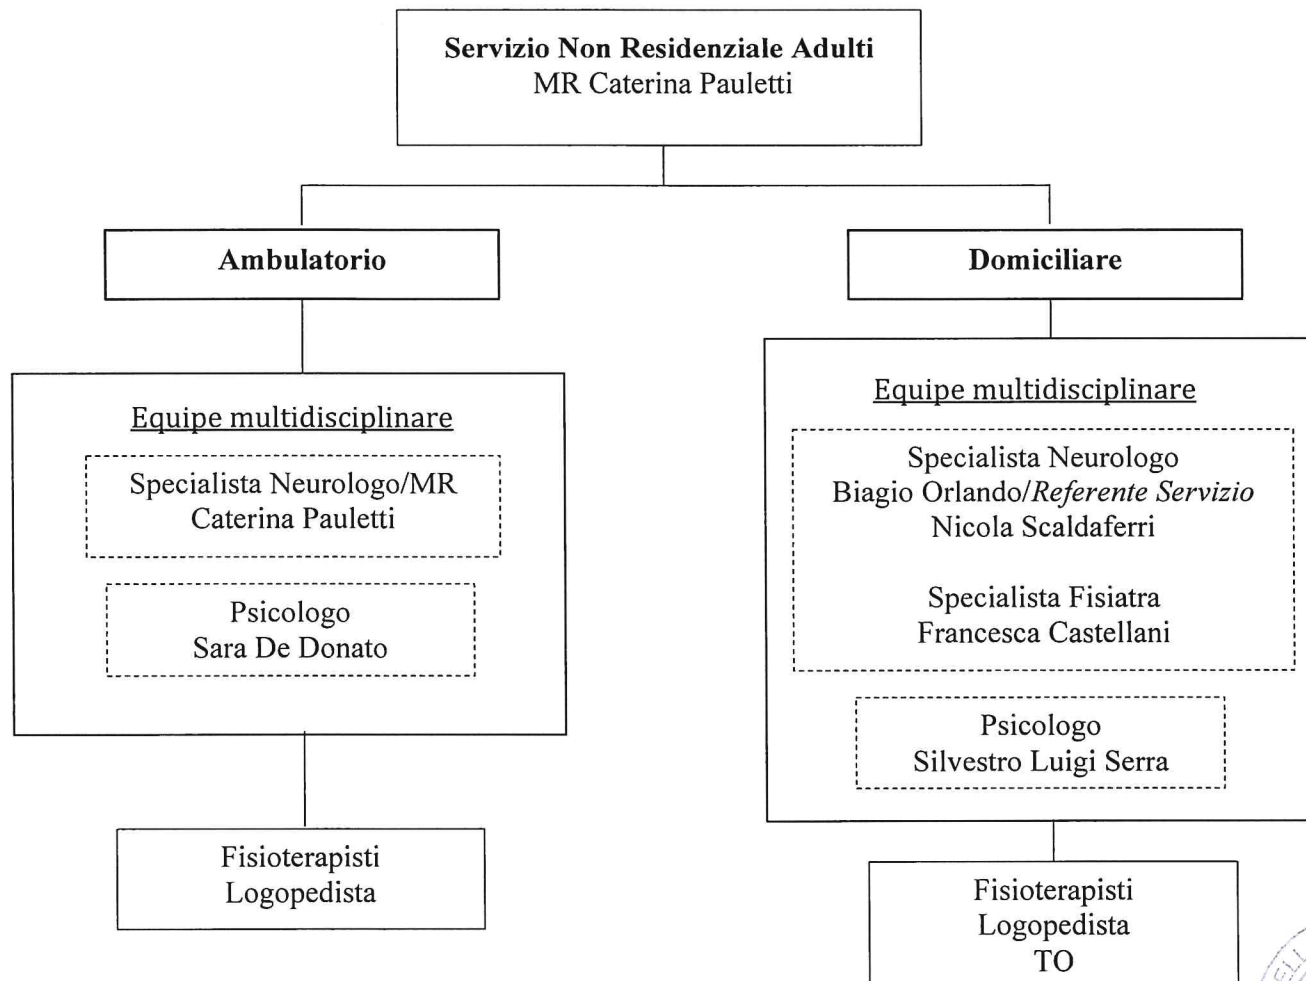 Servizio Non Residenziale Adulti
MR Caterina Pauletti
Ambulatorio
Domiciliare
Equipe multidisciplinare
Specialista Neurologo/MR
Caterina Pauletti
Psicologo
Sara De Donato
Fisioterapisti
Logopedista
Equipe multidisciplinare
Specialista Neurologo
Biagio Orlando/Referente Servizio
Nicola Scaldaferri
Specialista Fisiatra
Francesca Castellani
Psicologo
Silvestro Luigi Serra
Fisioterapisti
Logopedista
TO